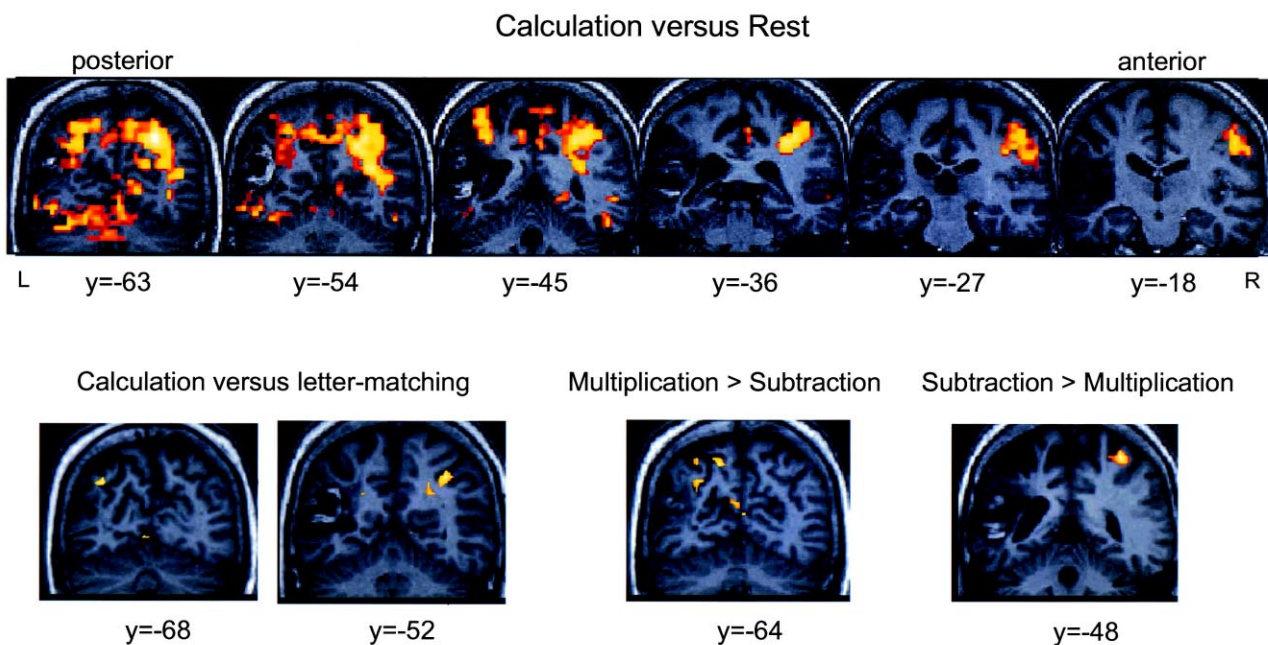 Calculation versus Rest
posterior anterior
L y=-63 y=-54 y=-45 y=-36 y=-27 y=-18 R
Calculation versus letter-matching Multiplication > Subtraction Subtraction > Multiplication
y=-68 y=-52 y=-64 y=-48